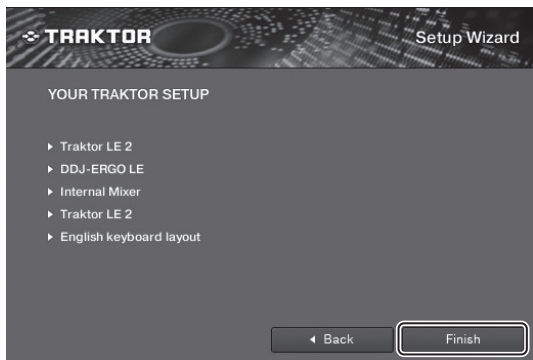 TRAKTOR
Setup Wizard
YOUR TRAKTOR SETUP
Traktor LE 2
DDJ-ERGO LE
Internal Mixer
Traktor LE 2
English keyboard layout
Back
Finish